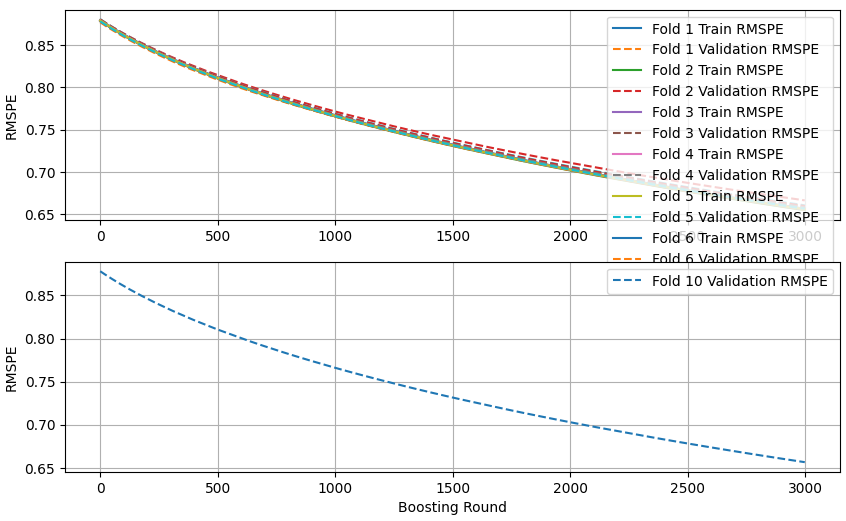 0.85
0.80
0.75
0.70
0.65
RMSPE
Fold 1 Train RMSPE
Fold 1 Validation RMSPE
Fold 2 Train RMSPE
Fold 2 Validation RMSPE
Fold 3 Train RMSPE
Fold 3 Validation RMSPE
Fold 4 Train RMSPE
Fold 4 Validation RMSPE
Fold 5 Train RMSPE
Fold 5 Validation RMSPE
Fold 6 Train RMSPE
Fold 6 Validation RMSPE
0 500 1000 1500 2000 2500 3000
0.85
0.80
0.75
0.70
0.65
RMSPE
Fold 10 Validation RMSPE
0 500 1000 1500 2000 2500 3000
Boosting Round